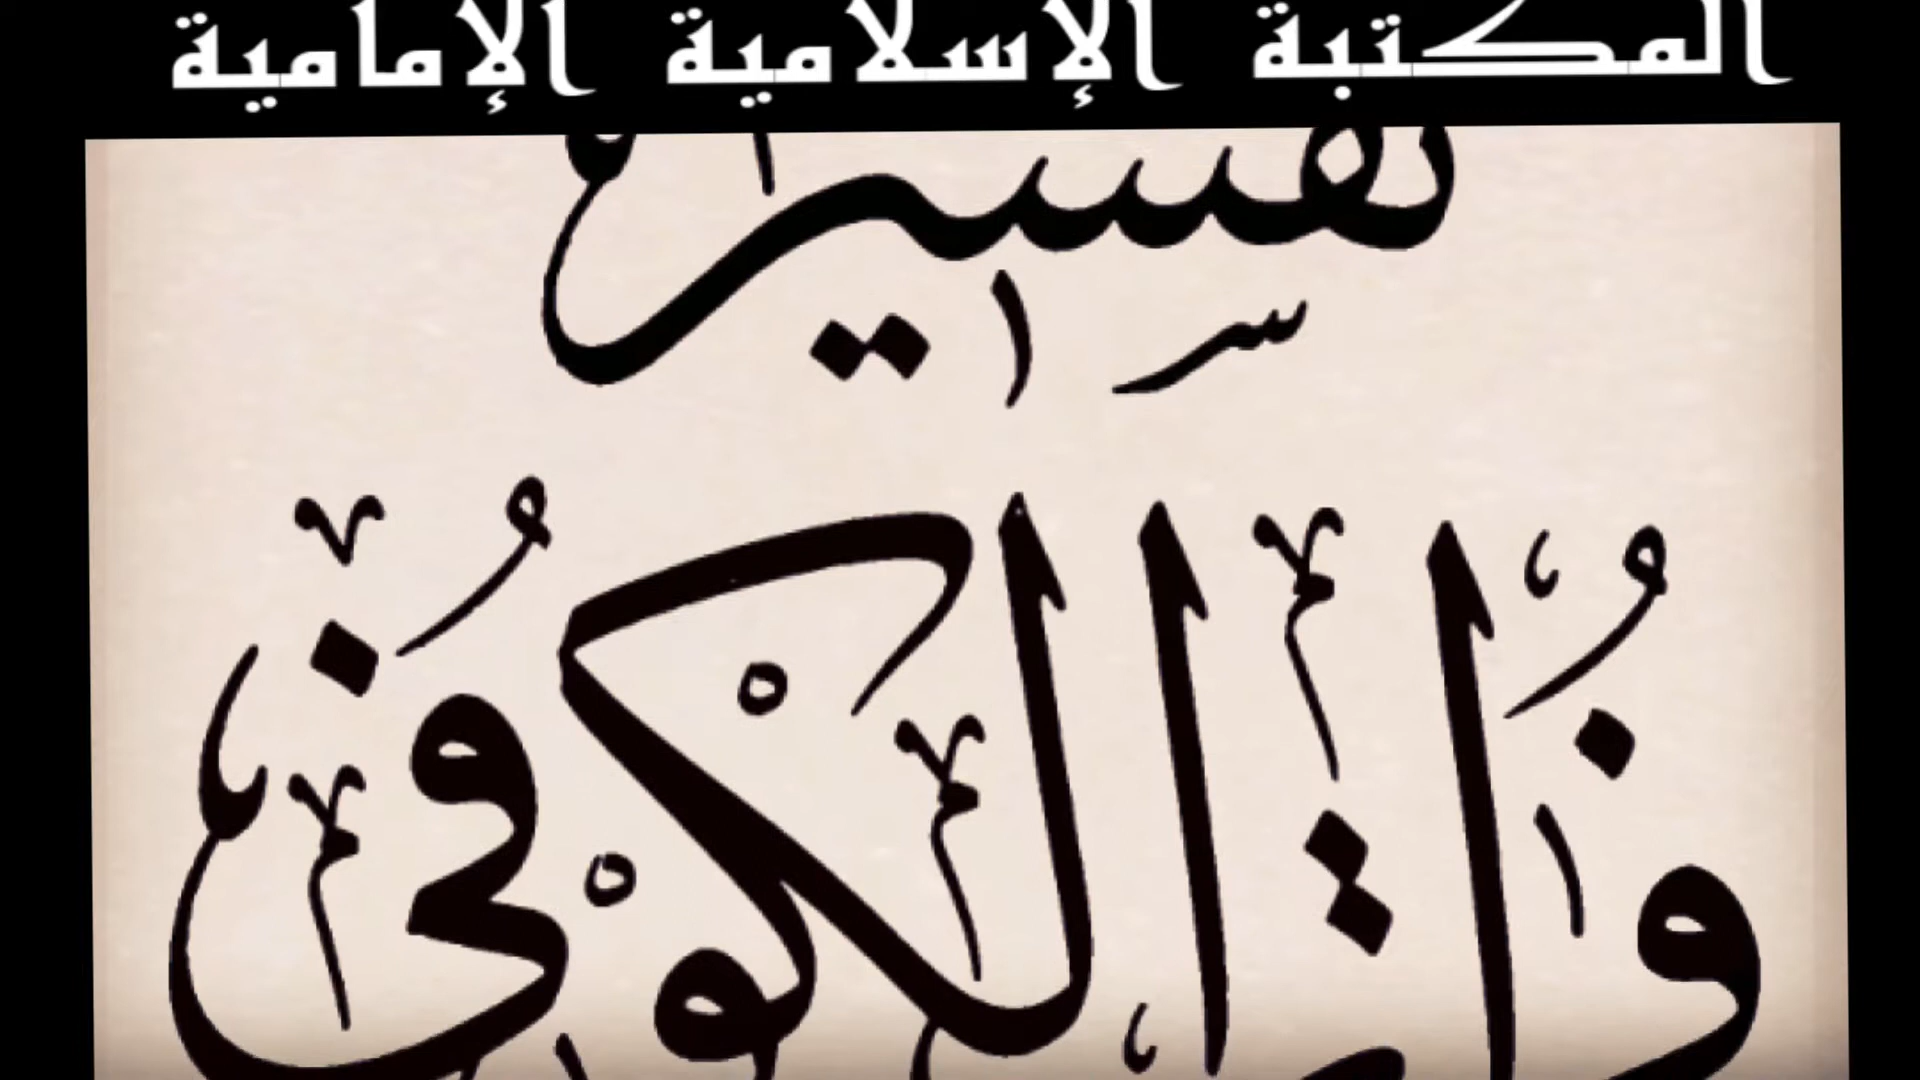 المكتبة الإسلامية الإمامية
تفسير
فرات الكوفي